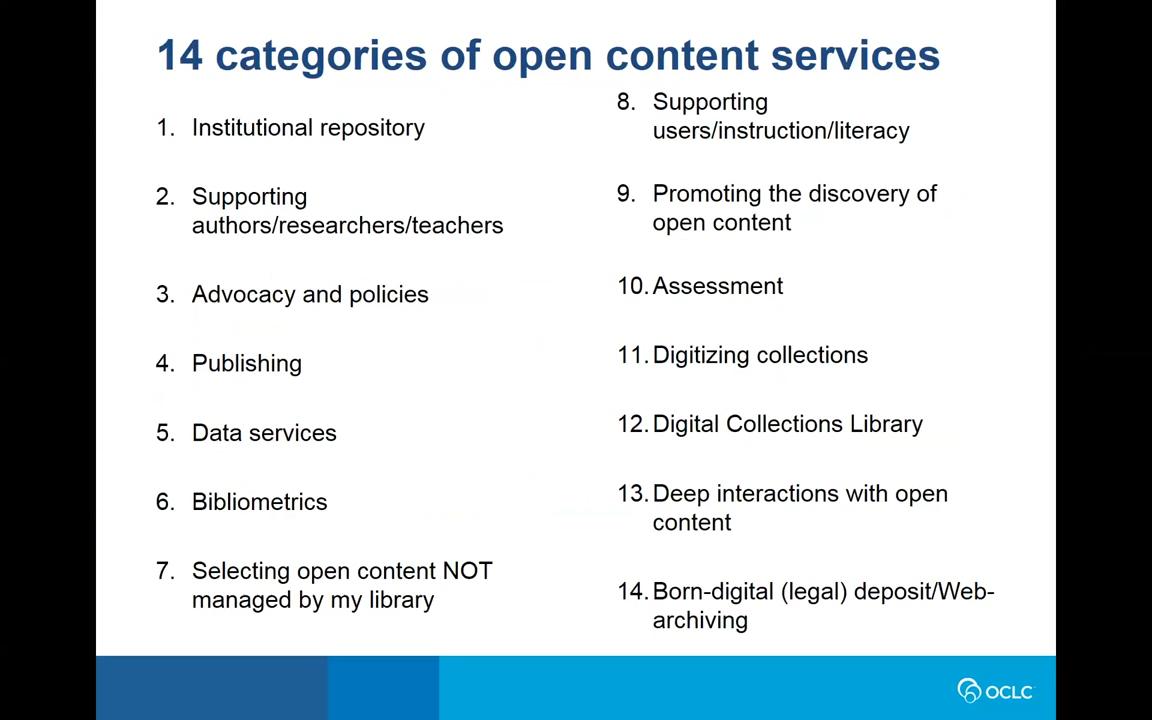 14 categories of open content services
1. Institutional repository
2. Supporting
authors/researchers/teachers
3. Advocacy and policies
4. Publishing
5. Data services
6. Bibliometrics
7. Selecting open content NOT
managed by my library
8. Supporting
users/instruction/literacy
9. Promoting the discovery of
open content
10. Assessment
11. Digitizing collections
12. Digital Collections Library
13. Deep interactions with open
content
14. Born-digital (legal) deposit/Web-
archiving
OCLC